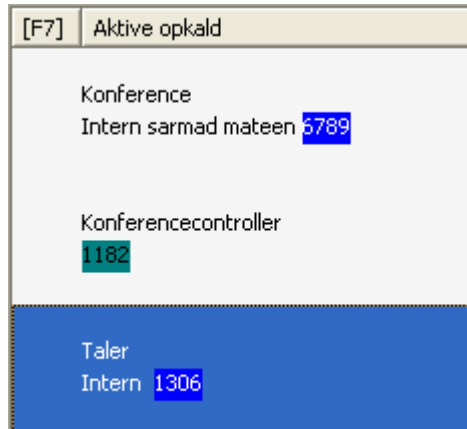 [F7] Aktive opkald
Konference
Intern sarmad mateen 6789
Konferencecontroller
1182
Taler
Intern 1306